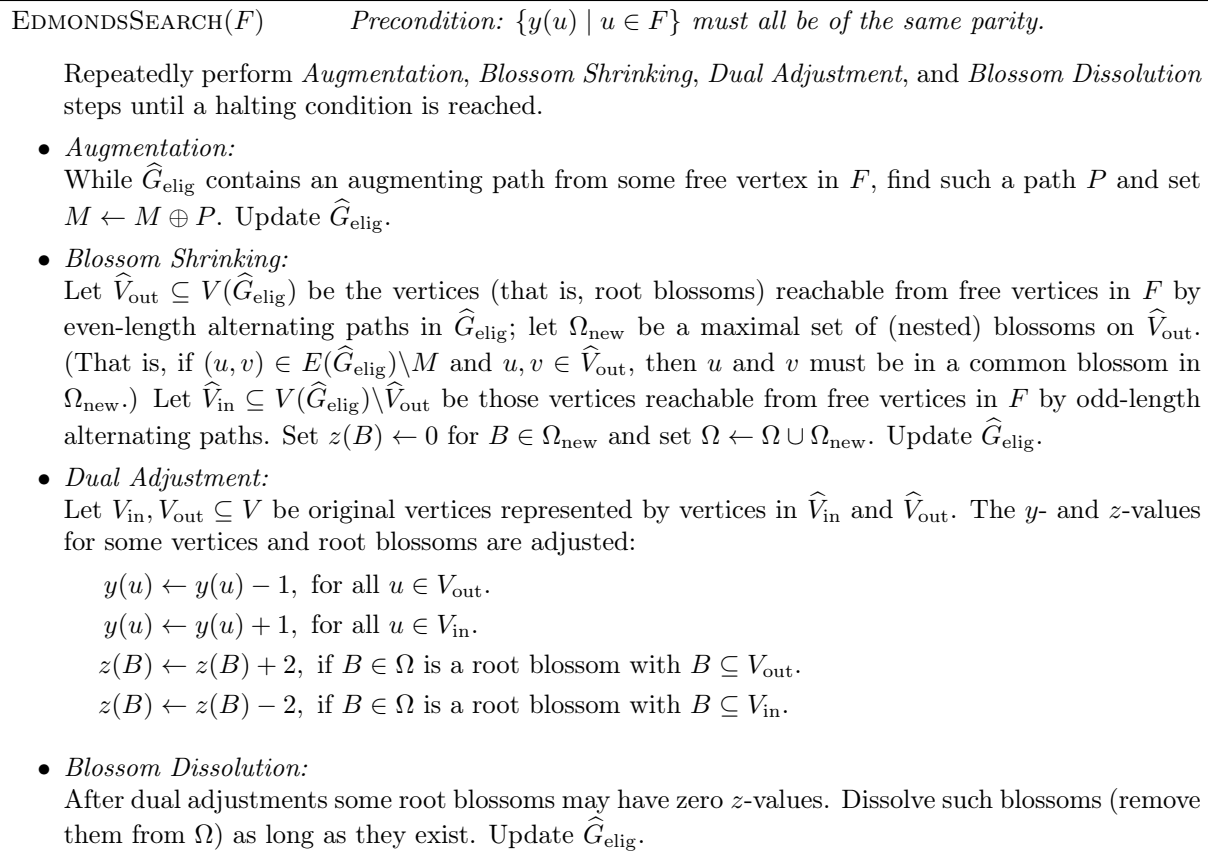 EDMONDSSEARCH(F) Precondition: {y(u) | u ∈ F} must all be of the same parity.
Repeatedly perform Augmentation, Blossom Shrinking, Dual Adjustment, and Blossom Dissolution
steps until a halting condition is reached.
• Augmentation:
While Ĝ_elig contains an augmenting path from some free vertex in F, find such a path P and set
M ← M ⊕ P. Update Ĝ_elig.
• Blossom Shrinking:
Let V̂_out ⊆ V(Ĝ_elig) be the vertices (that is, root blossoms) reachable from free vertices in F by
even-length alternating paths in Ĝ_elig; let Ω_new be a maximal set of (nested) blossoms on V̂_out.
(That is, if (u, v) ∈ E(Ĝ_elig)\M and u, v ∈ V̂_out, then u and v must be in a common blossom in
Ω_new.) Let V̂_in ⊆ V(Ĝ_elig)\V̂_out be those vertices reachable from free vertices in F by odd-length
alternating paths. Set z(B) ← 0 for B ∈ Ω_new and set Ω ← Ω ∪ Ω_new. Update Ĝ_elig.
• Dual Adjustment:
Let V_in, V_out ⊆ V be original vertices represented by vertices in V̂_in and V̂_out. The y- and z-values
for some vertices and root blossoms are adjusted:
y(u) ← y(u) − 1, for all u ∈ V_out.
y(u) ← y(u) + 1, for all u ∈ V_in.
z(B) ← z(B) + 2, if B ∈ Ω is a root blossom with B ⊆ V_out.
z(B) ← z(B) − 2, if B ∈ Ω is a root blossom with B ⊆ V_in.
• Blossom Dissolution:
After dual adjustments some root blossoms may have zero z-values. Dissolve such blossoms (remove
them from Ω) as long as they exist. Update Ĝ_elig.